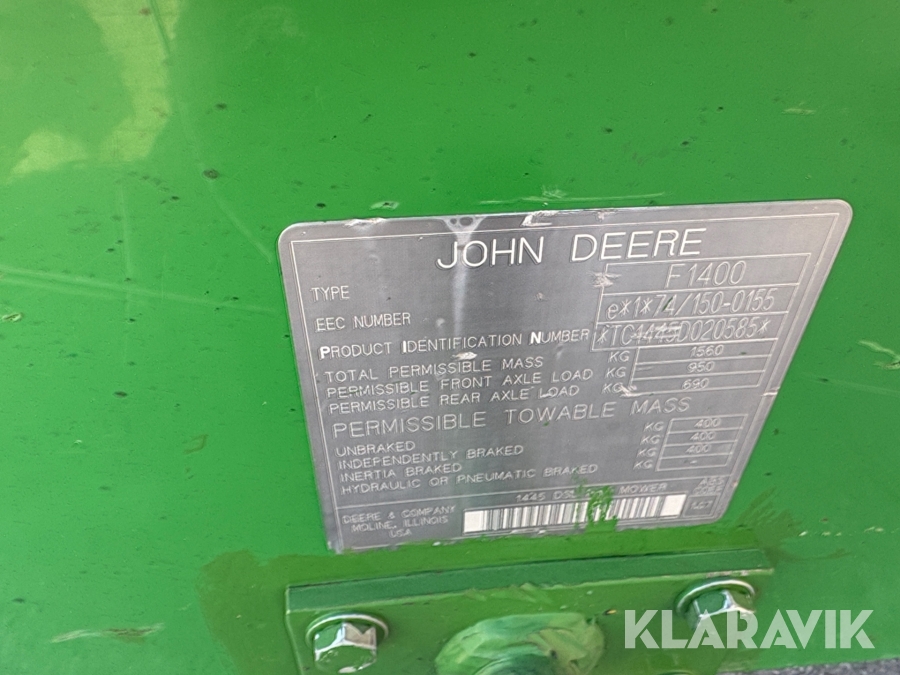 JOHN DEERE
TYPE F1400
EEC NUMBER e*1*74/150-0155
PRODUCT IDENTIFICATION NUMBER *TC1445D020585*
TOTAL PERMISSIBLE MASS KG 1560
PERMISSIBLE FRONT AXLE LOAD KG 950
PERMISSIBLE REAR AXLE LOAD KG 690
PERMISSIBLE TOWABLE MASS
UNBRAKED KG 400
INDEPENDENTLY BRAKED KG 400
INERTIA BRAKED KG 400
HYDRAULIC OR PNEUMATIC BRAKED KG -
1445 MOWER
DEERE & COMPANY
MOLINE, ILLINOIS
USA
KLARAVIK